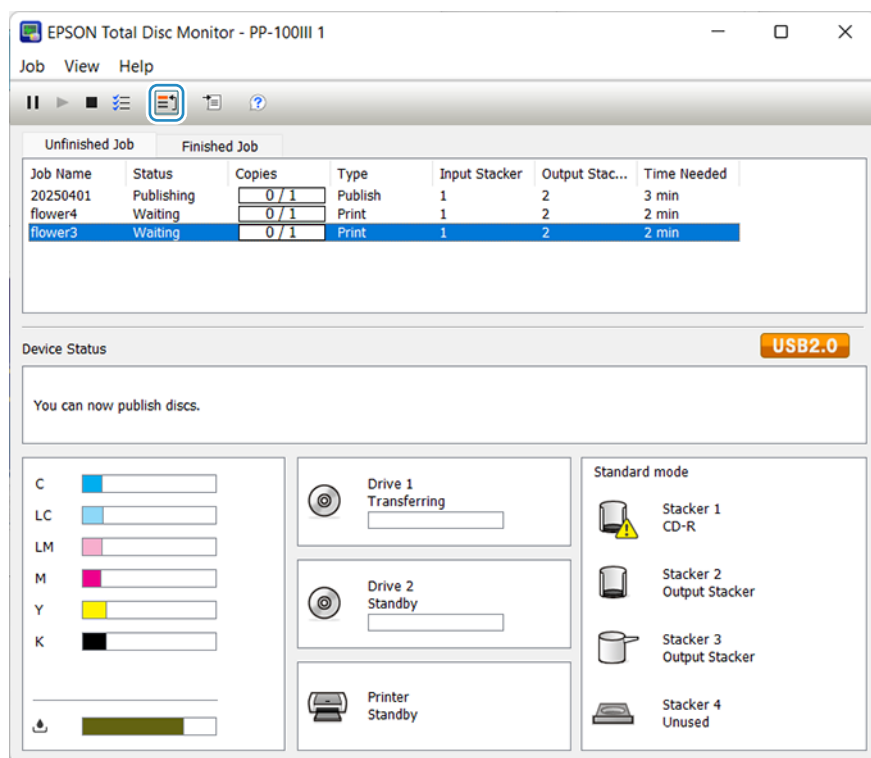 EPSON Total Disc Monitor - PP-100III 1
Job View Help
Unfinished Job Finished Job
Job Name Status Copies Type Input Stacker Output Stac... Time Needed
20250401 Publishing 0 / 1 Publish 1 2 3 min
flower4 Waiting 0 / 1 Print 1 2 2 min
flower3 Waiting 0 / 1 Print 1 2 2 min
Device Status
USB2.0
You can now publish discs.
C
LC
LM
M
Y
K
Drive 1
Transferring
Drive 2
Standby
Printer
Standby
Standard mode
Stacker 1
CD-R
Stacker 2
Output Stacker
Stacker 3
Output Stacker
Stacker 4
Unused